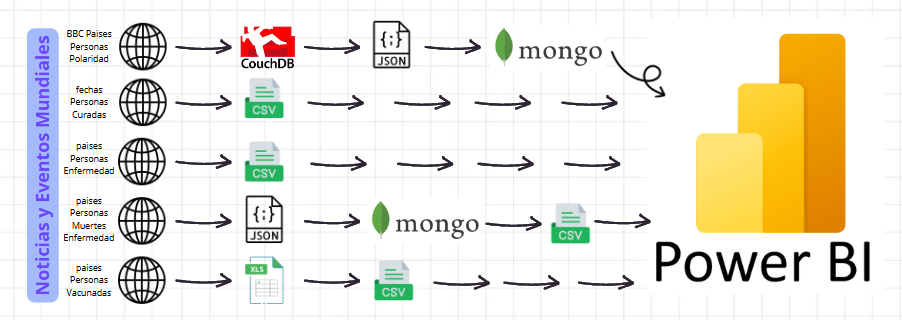 Noticias y Eventos Mundiales
BBC Paises
Personas
Polaridad
CouchDB
{:}
JSON
mongo
fechas
Personas
Curadas
CSV
paises
Personas
Enfermedad
CSV
paises
Personas
Muertes
Enfermedad
{:}
JSON
mongo
CSV
paises
Personas
Vacunadas
XLS
CSV
Power BI